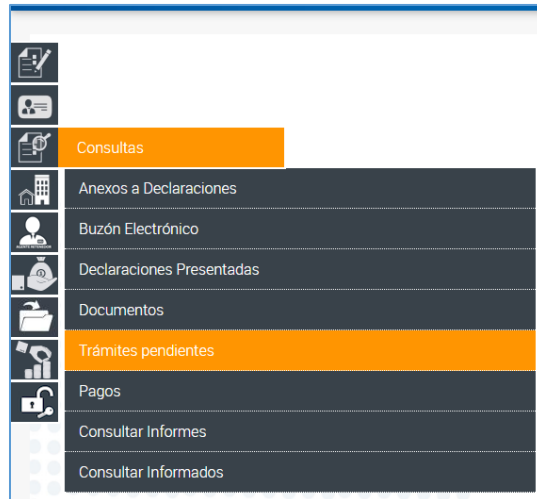 Consultas
Anexos a Declaraciones
Buzón Electrónico
Declaraciones Presentadas
Documentos
Trámites pendientes
Pagos
Consultar Informes
Consultar Informados